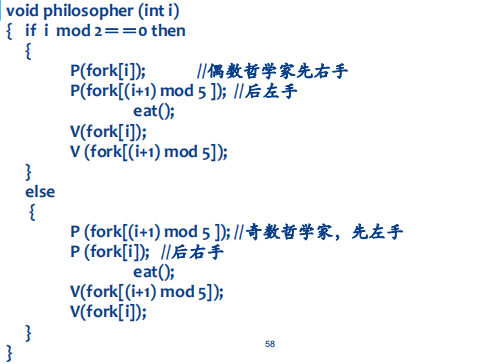 void philosopher (int i)
{ if i mod 2==0 then
{
P(fork[i]); //偶数哲学家先右手
P(fork[(i+1) mod 5 ]); //后左手
eat();
V(fork[i]);
V (fork[(i+1) mod 5]);
}
else
{
P (fork[(i+1) mod 5 ]); //奇数哲学家，先左手
P (fork[i]); //后右手
eat();
V(fork[(i+1) mod 5]);
V(fork[i]);
}
58
}